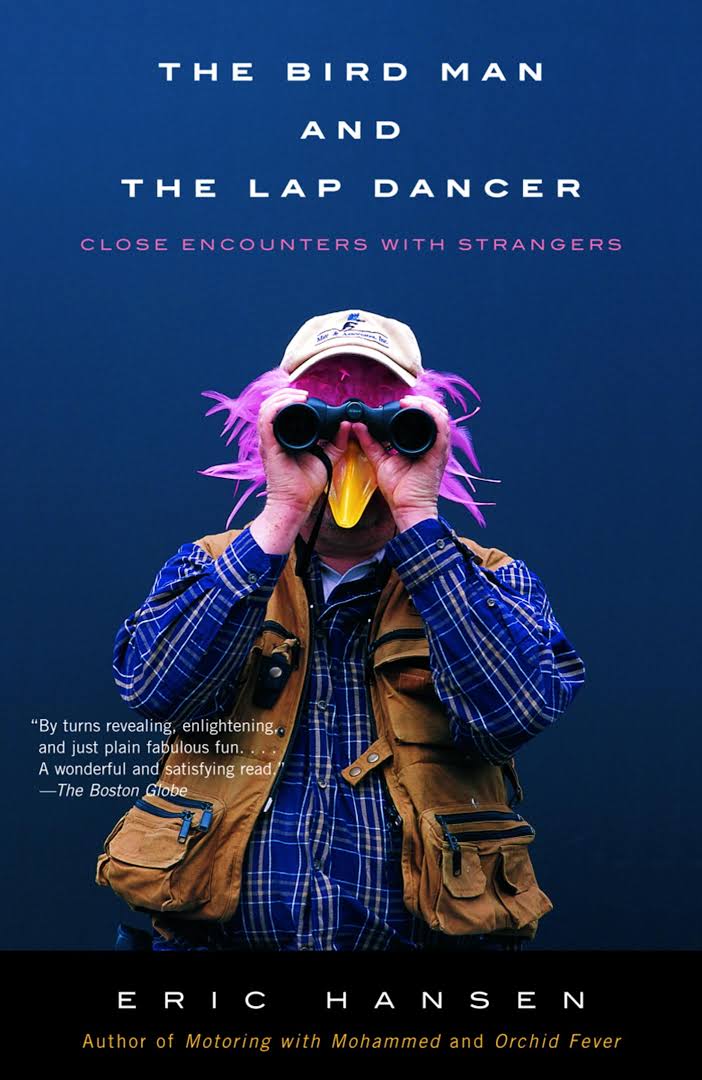 THE BIRD MAN
AND
THE LAP DANCER
CLOSE ENCOUNTERS WITH STRANGERS
“By turns revealing, enlightening,
and just plain fabulous fun. . . .
A wonderful and satisfying read.”
—The Boston Globe
ERIC HANSEN
Author of Motoring with Mohammed and Orchid Fever